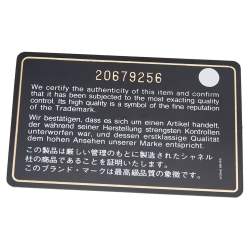 20679256
We certify the authenticity of this item and confirm
that it has been subjected to the most exacting quality
control. Its high quality is a symbol of the fine reputation
of the Trademark.
Wir bestätigen, dass es sich um einen Artikel handelt,
der während seiner Herstellung strengsten Kontrollen
unterworfen war, und dessen erstklassige Qualität
dem hohen Ansehen unserer Marke entspricht.
この製品は厳しい管理のもとに製造されたシャネル
社の商品であることを証明いたします。
このブランド・マークは最高級品質の象徴です。